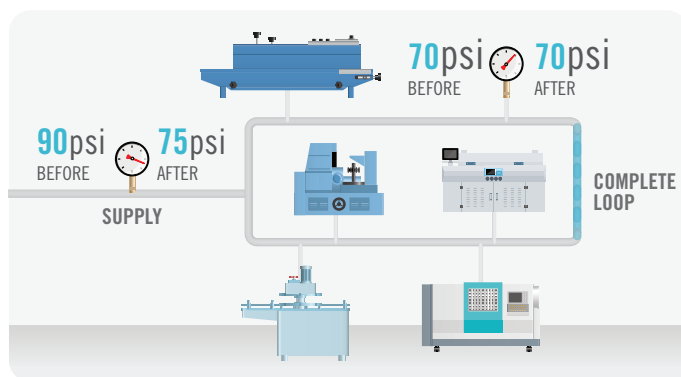 70psi 70psi
BEFORE AFTER
90psi 75psi
BEFORE AFTER
SUPPLY
COMPLETE
LOOP